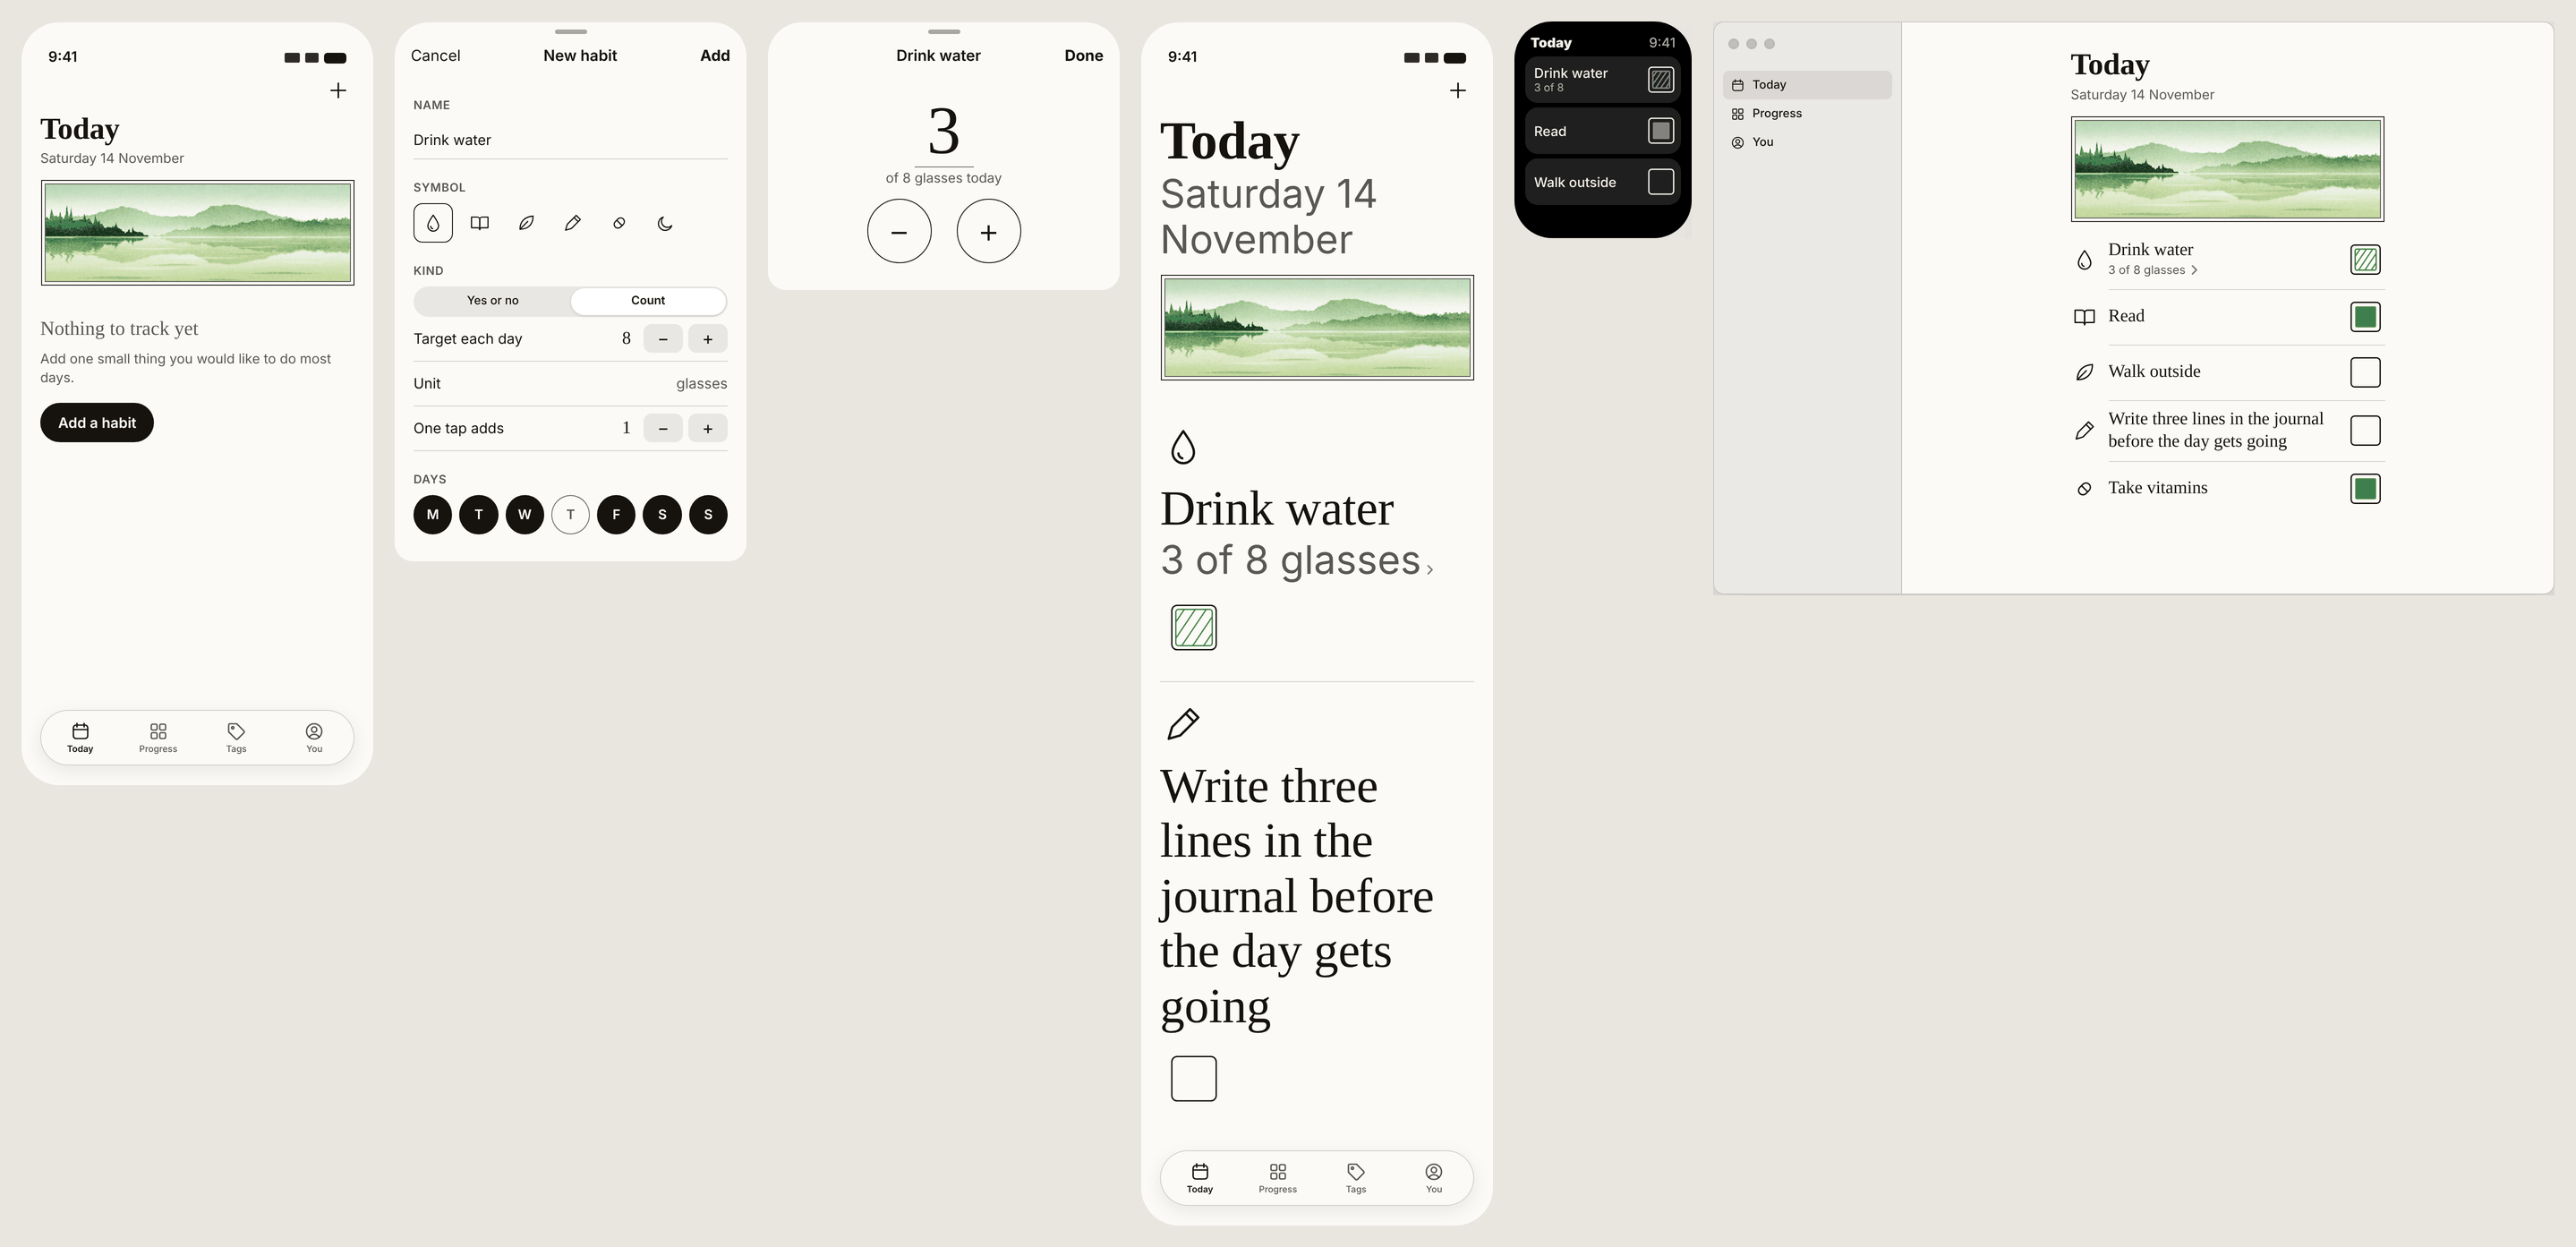 9:41
Today
Saturday 14 November
Nothing to track yet
Add one small thing you would like to do most
days.
Add a habit
Today
Progress
Tags
You
Cancel
New habit
Add
NAME
Drink water
SYMBOL
KIND
Yes or no
Count
Target each day
8
−
+
Unit
glasses
One tap adds
1
−
+
DAYS
M
T
W
T
F
S
S
Drink water
Done
3
of 8 glasses today
−
+
9:41
Today
Saturday 14
November
Drink water
3 of 8 glasses
Write three
lines in the
journal before
the day gets
going
Today
Progress
Tags
You
Today
9:41
Drink water
3 of 8
Read
Walk outside
Today
Progress
You
Today
Saturday 14 November
Drink water
3 of 8 glasses
Read
Walk outside
Write three lines in the journal
before the day gets going
Take vitamins